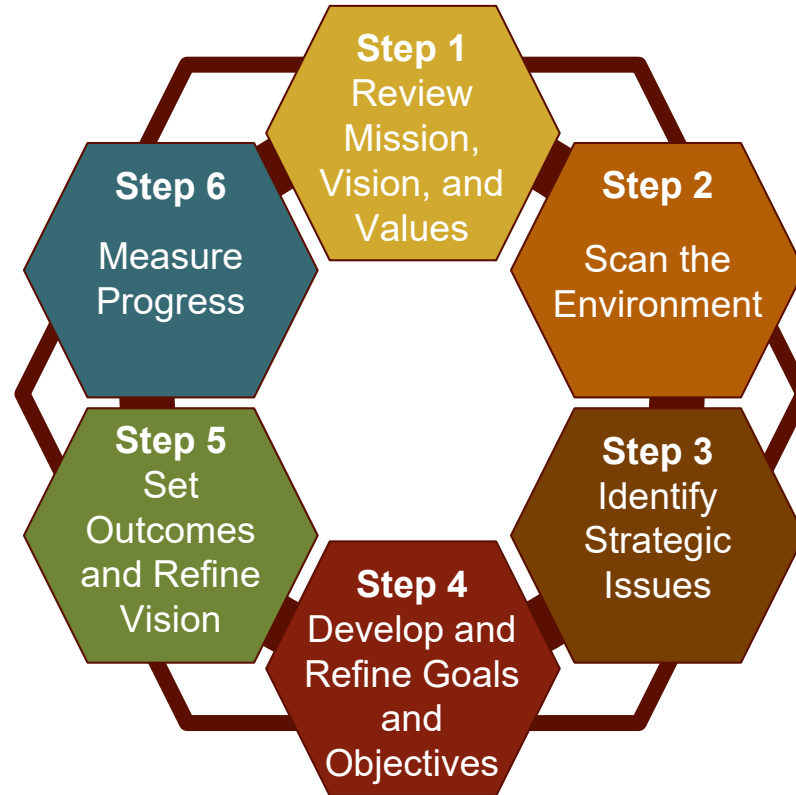 Step 1
Review
Mission,
Vision, and
Values
Step 2
Scan the
Environment
Step 3
Identify
Strategic
Issues
Step 4
Develop and
Refine Goals
and
Objectives
Step 5
Set
Outcomes
and Refine
Vision
Step 6
Measure
Progress